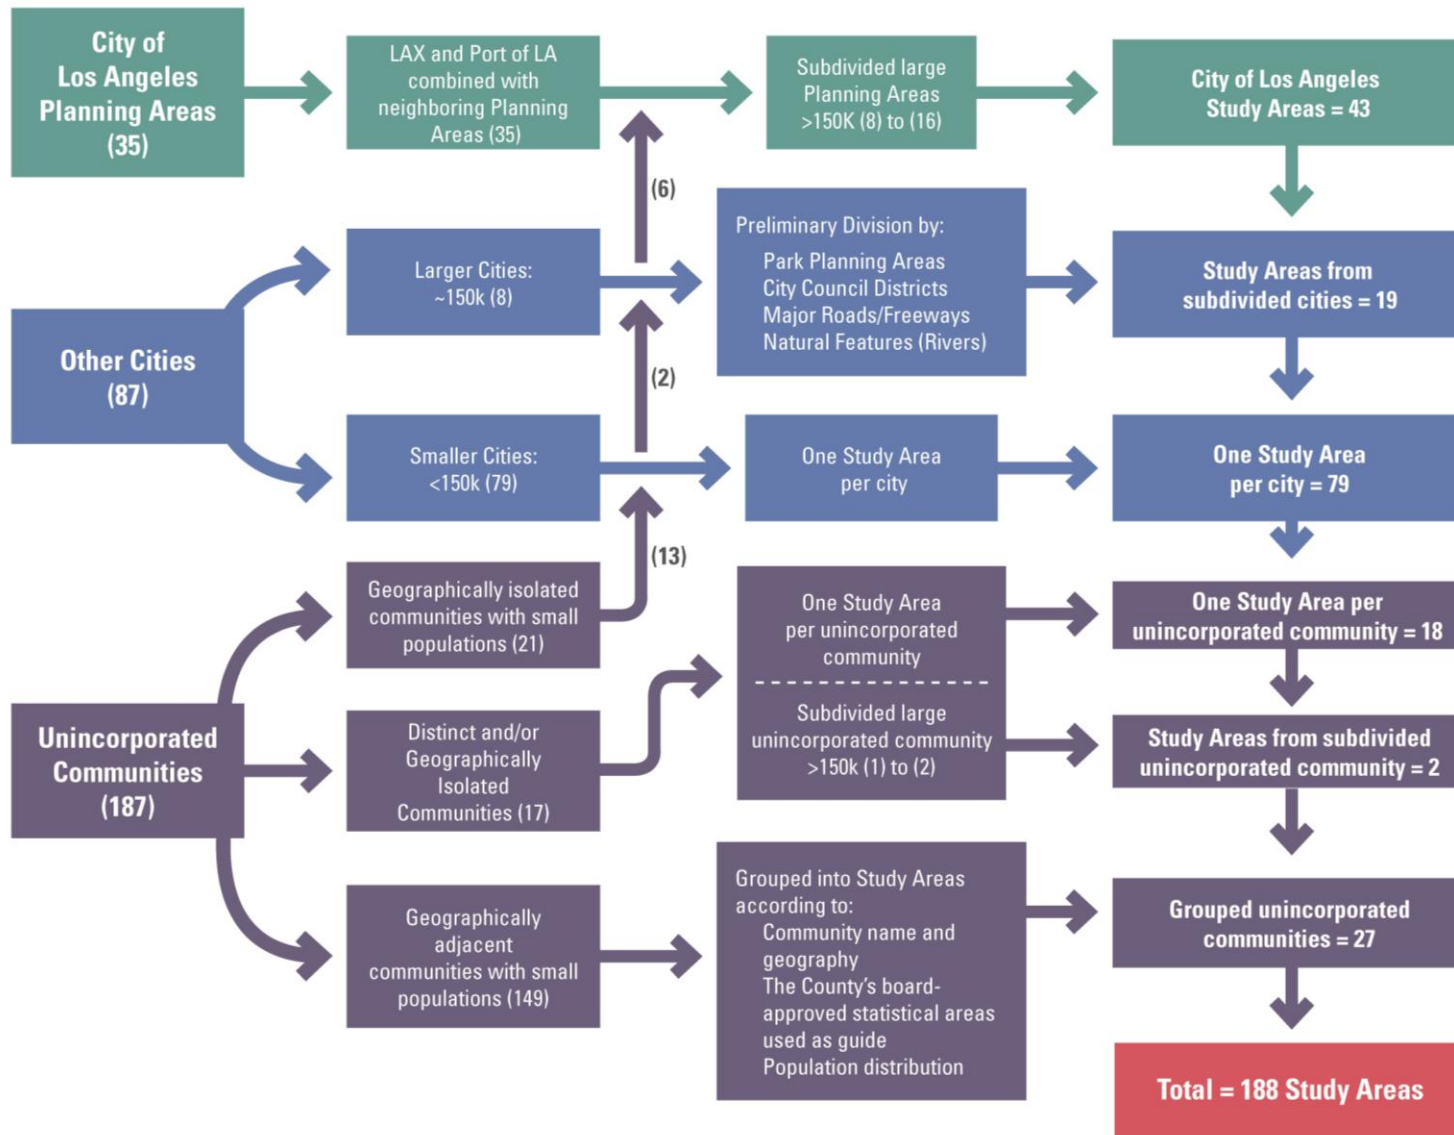 City of
Los Angeles
Planning Areas
(35)
LAX and Port of LA
combined with
neighboring Planning
Areas (35)
Subdivided large
Planning Areas
>150K (8) to (16)
City of Los Angeles
Study Areas = 43
(6)
Other Cities
(87)
Larger Cities:
~150k (8)
Preliminary Division by:
Park Planning Areas
City Council Districts
Major Roads/Freeways
Natural Features (Rivers)
Study Areas from
subdivided cities = 19
(2)
Smaller Cities:
<150k (79)
One Study Area
per city
One Study Area
per city = 79
(13)
Unincorporated
Communities
(187)
Geographically isolated
communities with small
populations (21)
Distinct and/or
Geographically
Isolated
Communities (17)
One Study Area
per unincorporated
community
Subdivided large
unincorporated community
>150k (1) to (2)
One Study Area per
unincorporated community = 18
Study Areas from subdivided
unincorporated community = 2
Geographically
adjacent
communities with small
populations (149)
Grouped into Study Areas
according to:
Community name and
geography
The County's board-
approved statistical areas
used as guide
Population distribution
Grouped unincorporated
communities = 27
Total = 188 Study Areas